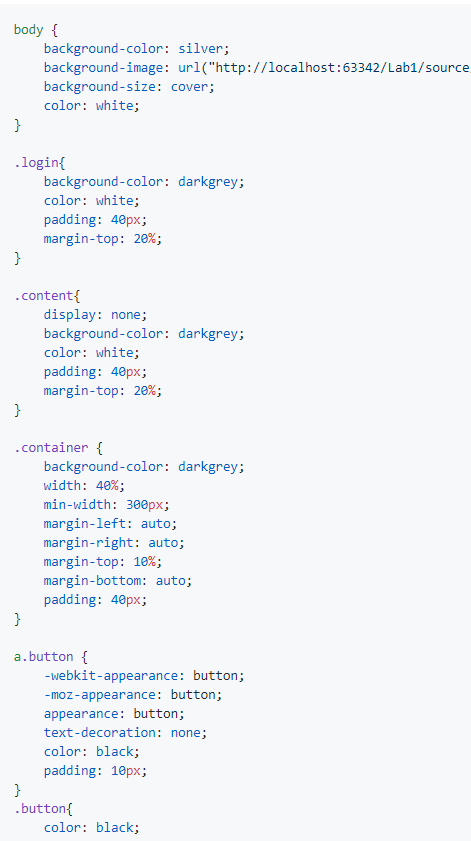 body {
    background-color: silver;
    background-image: url("http://localhost:63342/Lab1/source
    background-size: cover;
    color: white;
}

.login{
    background-color: darkgrey;
    color: white;
    padding: 40px;
    margin-top: 20%;
}

.content{
    display: none;
    background-color: darkgrey;
    color: white;
    padding: 40px;
    margin-top: 20%;
}

.container {
    background-color: darkgrey;
    width: 40%;
    min-width: 300px;
    margin-left: auto;
    margin-right: auto;
    margin-top: 10%;
    margin-bottom: auto;
    padding: 40px;
}

a.button {
    -webkit-appearance: button;
    -moz-appearance: button;
    appearance: button;
    text-decoration: none;
    color: black;
    padding: 10px;
}
.button{
    color: black;